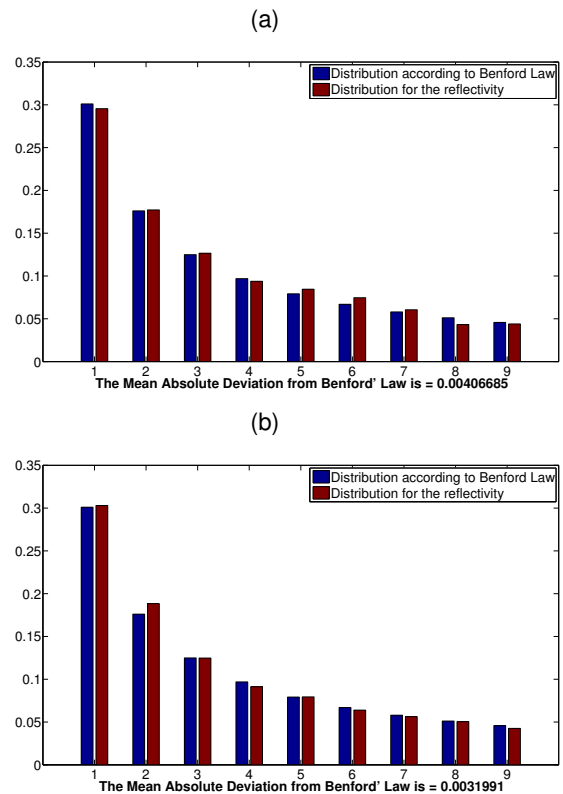 (a)
0.35
0.3
0.25
0.2
0.15
0.1
0.05
0
Distribution according to Benford Law
Distribution for the reflectivity
1 2 3 4 5 6 7 8 9
The Mean Absolute Deviation from Benford' Law is = 0.00406685
(b)
0.35
0.3
0.25
0.2
0.15
0.1
0.05
0
Distribution according to Benford Law
Distribution for the reflectivity
1 2 3 4 5 6 7 8 9
The Mean Absolute Deviation from Benford' Law is = 0.0031991